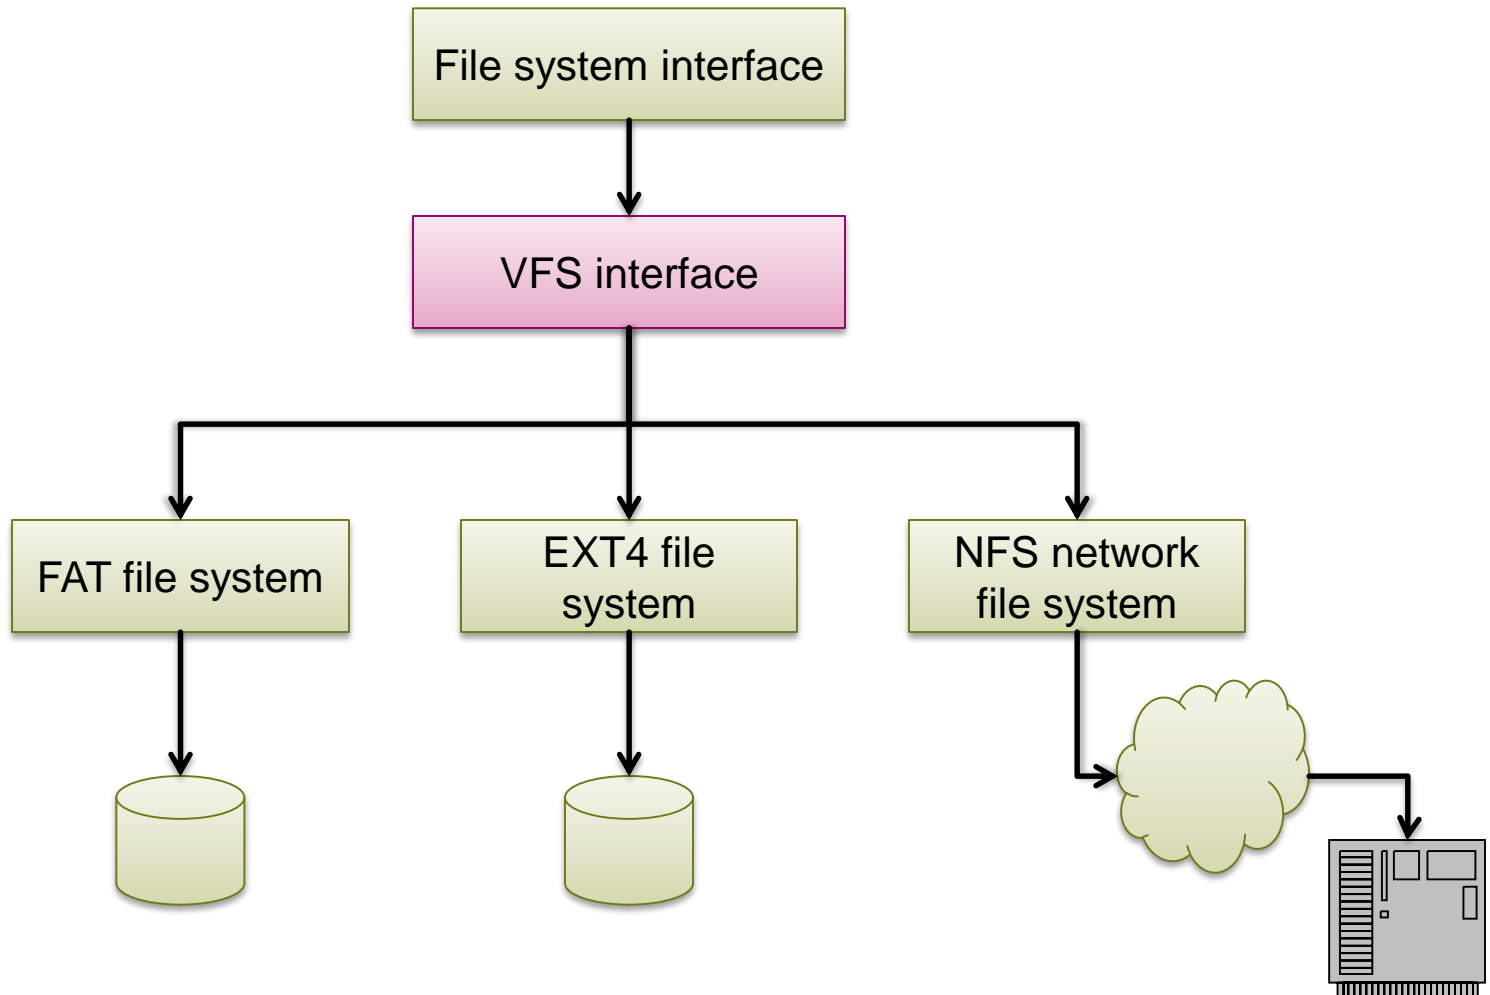 File system interface
VFS interface
FAT file system
EXT4 file
system
NFS network
file system